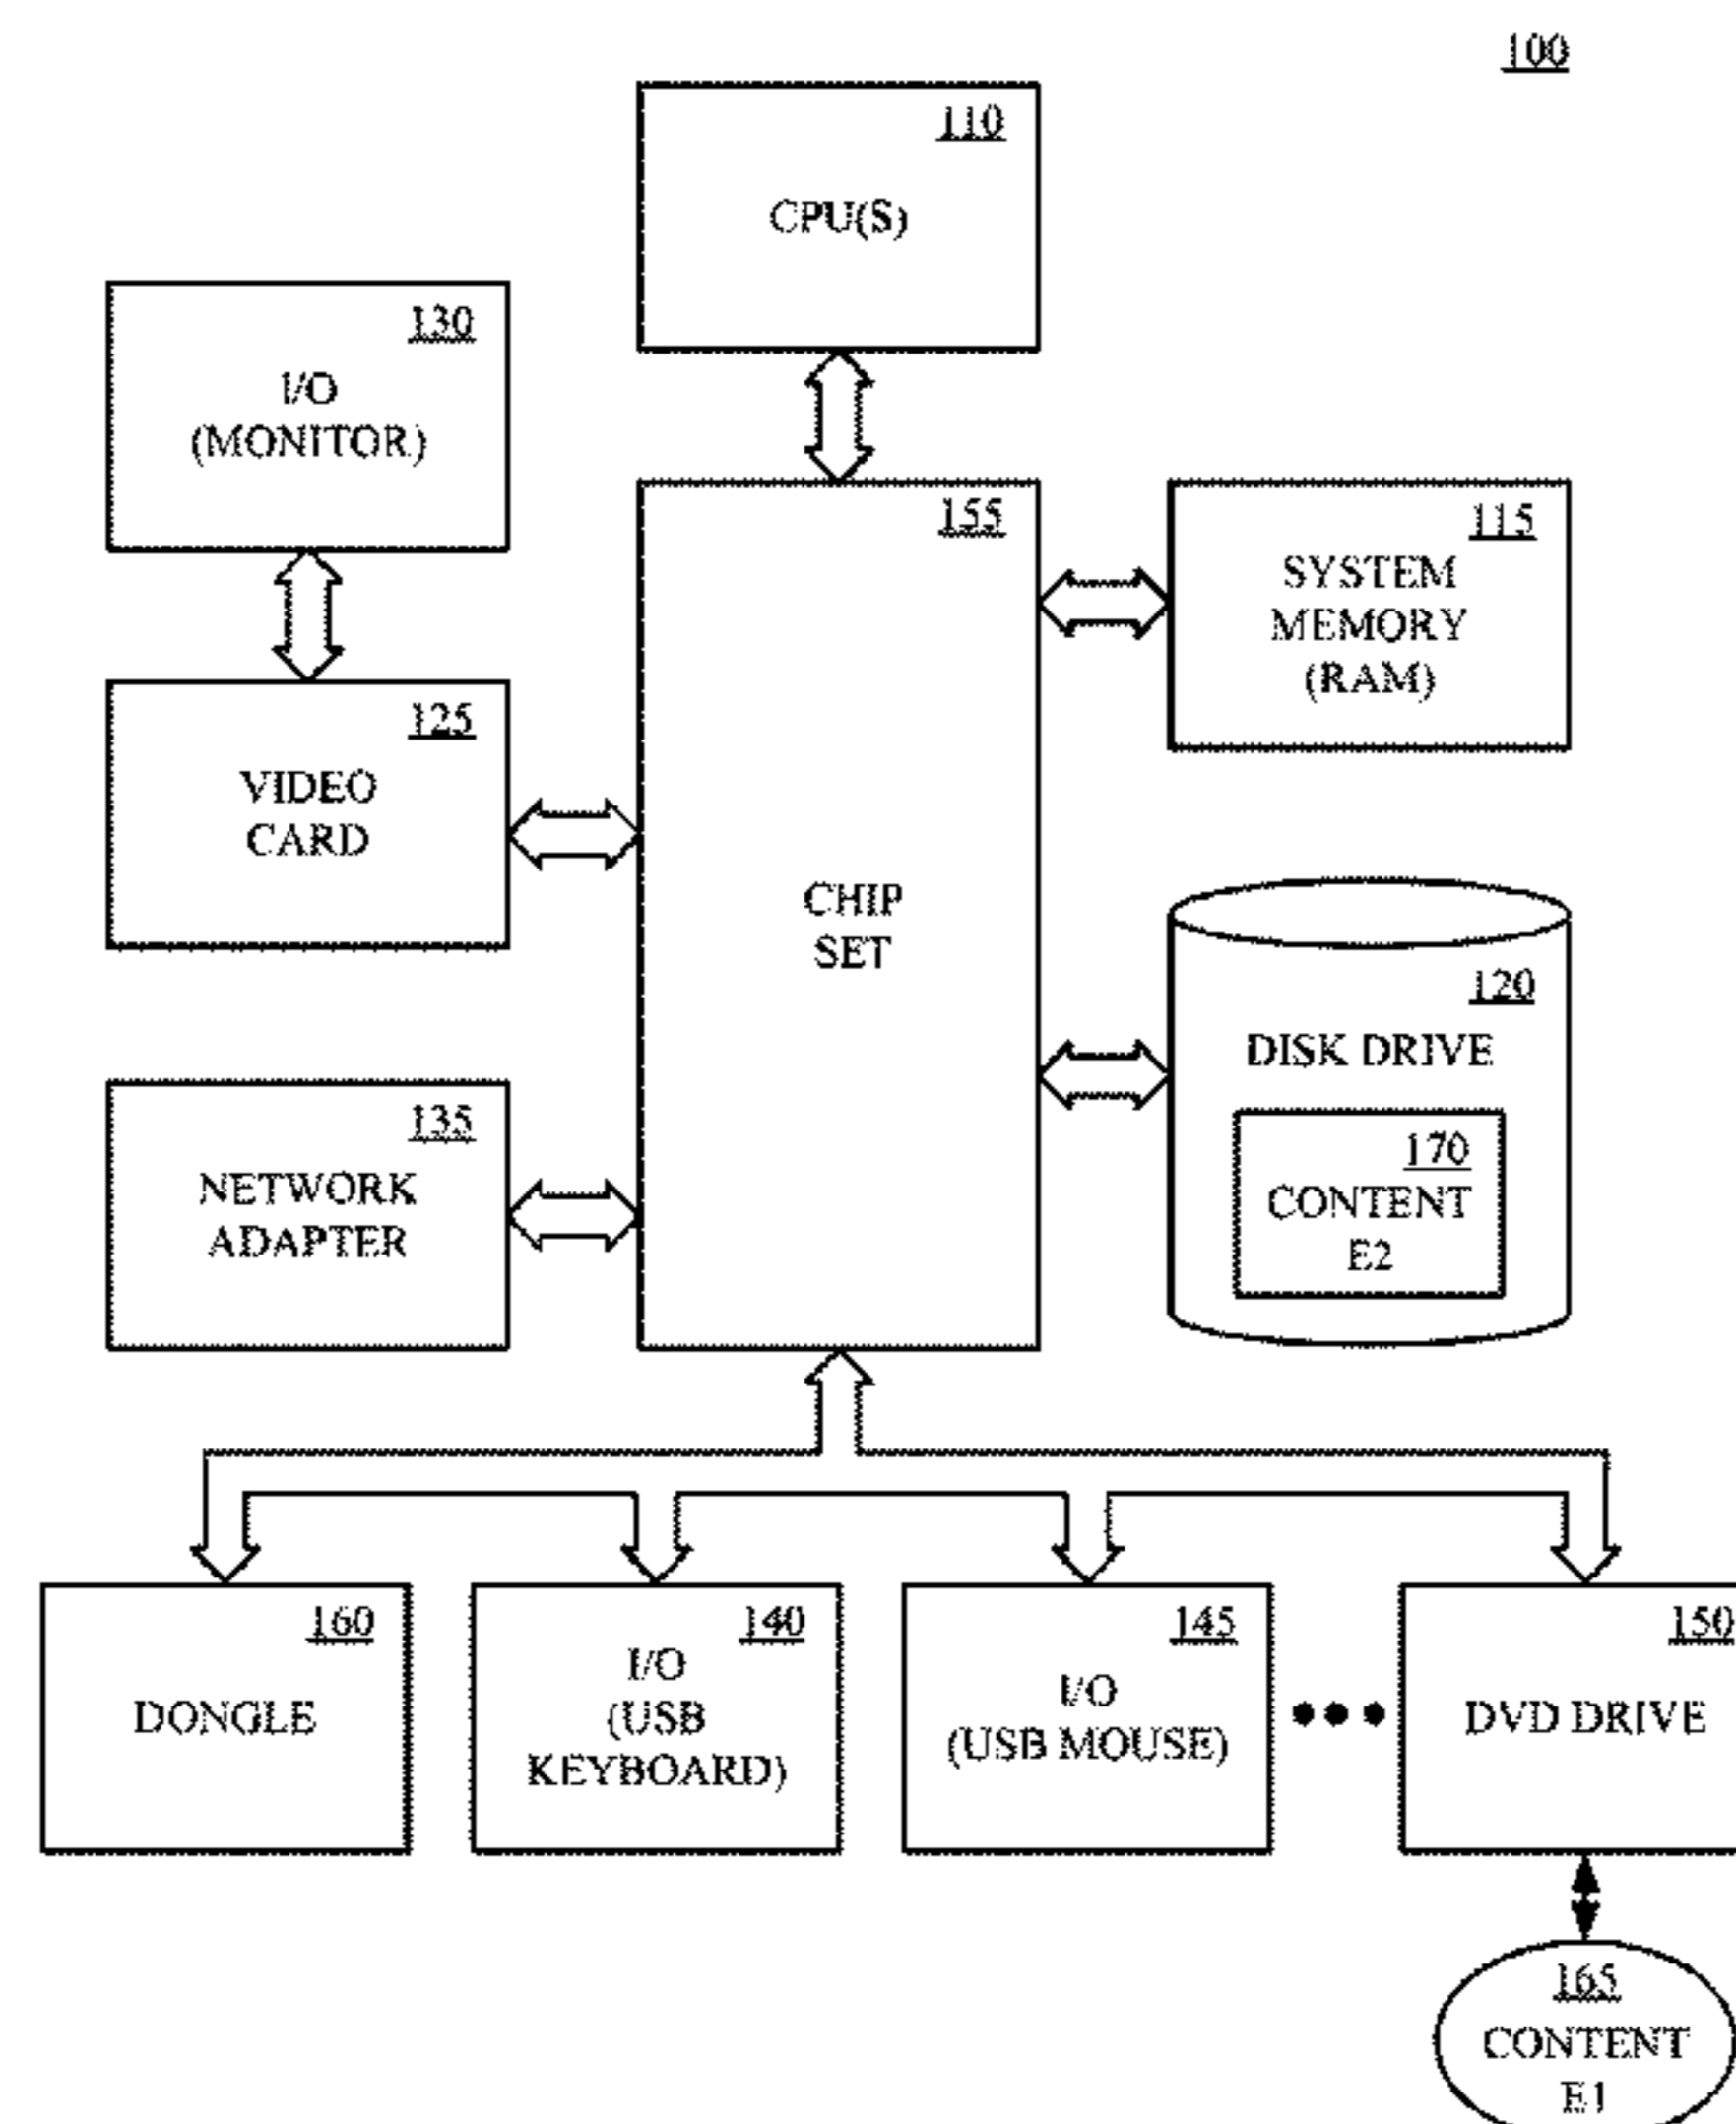 100
110
CPU(S)
130
I/O
(MONITOR)
155
CHIP
SET
115
SYSTEM
MEMORY
(RAM)
125
VIDEO
CARD
120
DISK DRIVE
170
CONTENT
E2
135
NETWORK
ADAPTER
160
DONGLE
140
I/O
(USB
KEYBOARD)
145
I/O
(USB MOUSE)
150
DVD DRIVE
165
CONTENT
E1